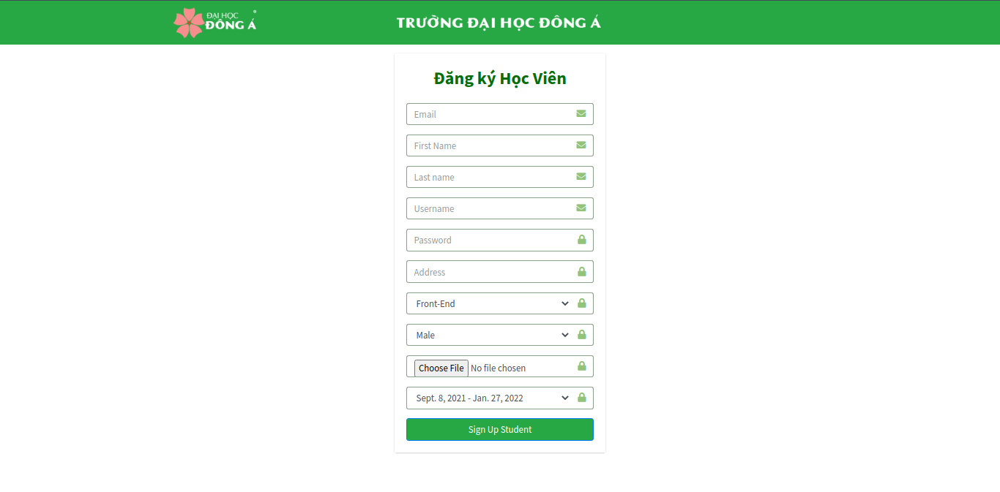 ĐẠI HỌC
ĐÔNG Á
TRƯỜNG ĐẠI HỌC ĐÔNG Á
Đăng ký Học Viên
Email
First Name
Last name
Username
Password
Address
Front-End
Male
Choose File No file chosen
Sept. 8, 2021 - Jan. 27, 2022
Sign Up Student